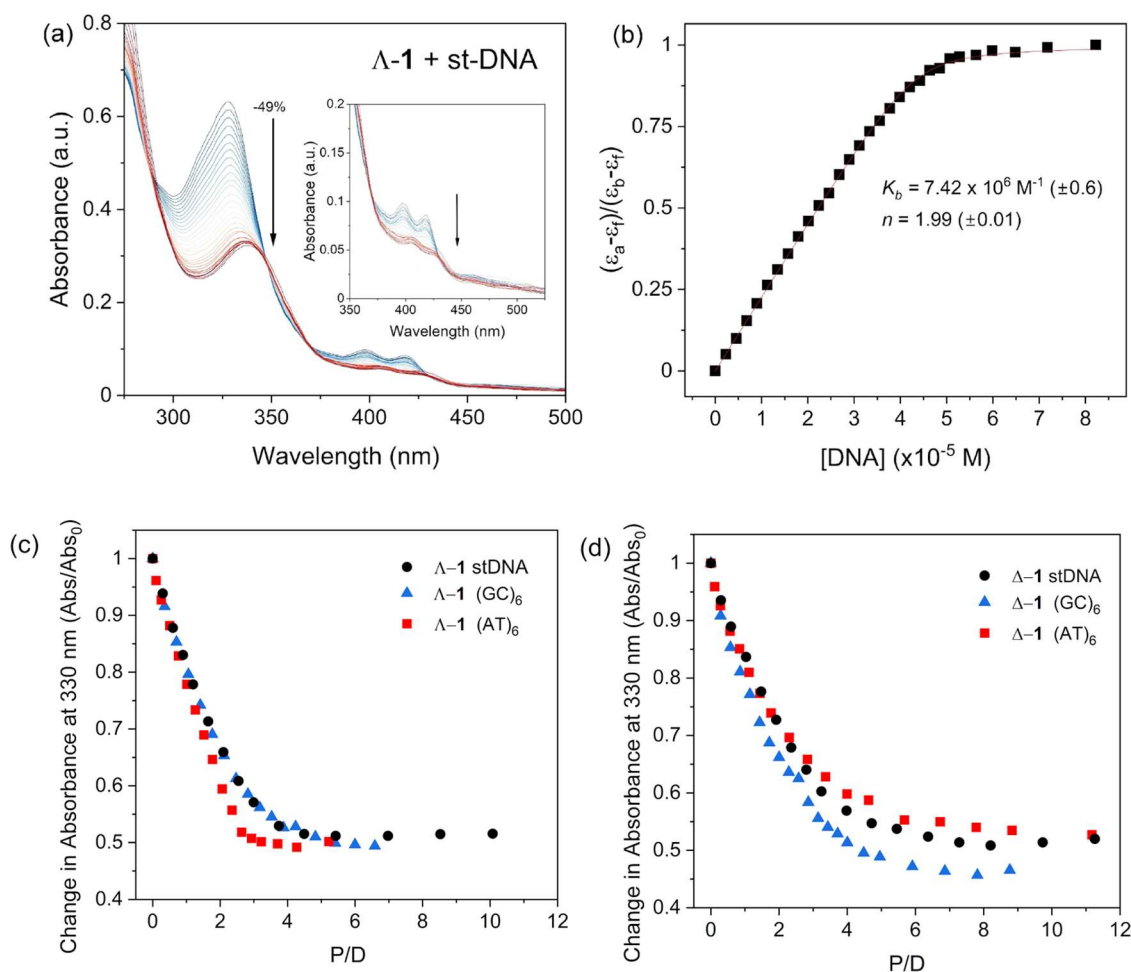 (a)
Λ-1 + st-DNA
-49%
Absorbance (a.u.)
0.8
0.6
0.4
0.2
0
300
350
400
450
500
Wavelength (nm)
Absorbance (a.u.)
0.2
0.15
0.1
0.05
0
350
400
450
500
Wavelength (nm)
(b)
(εa-εf)/(εb-εf)
1
0.75
0.5
0.25
0
Kb = 7.42 x 10⁶ M⁻¹ (±0.6)
n = 1.99 (±0.01)
0 1 2 3 4 5 6 7 8
[DNA] (x10⁻⁵ M)
(c)
Change in Absorbance at 330 nm (Abs/Abs₀)
1
0.9
0.8
0.7
0.6
0.5
0.4
Λ–1 stDNA
Λ–1 (GC)₆
Λ–1 (AT)₆
0 2 4 6 8 10 12
P/D
(d)
Change in Absorbance at 330 nm (Abs/Abs₀)
1
0.9
0.8
0.7
0.6
0.5
0.4
Δ–1 stDNA
Δ–1 (GC)₆
Δ–1 (AT)₆
0 2 4 6 8 10 12
P/D